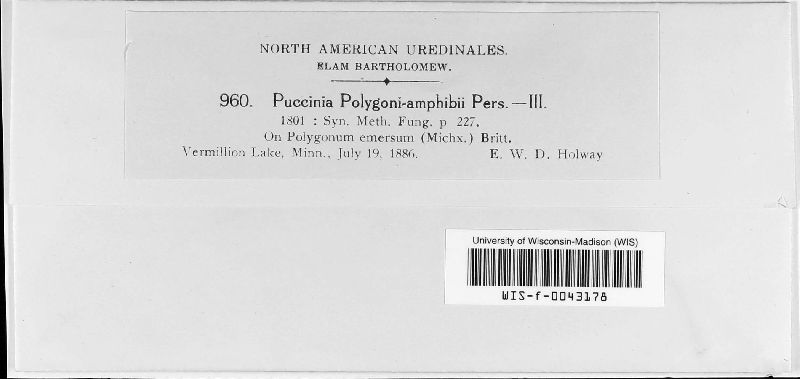 NORTH AMERICAN UREDINALES.
ELAM BARTHOLOMEW.
960. Puccinia Polygoni-amphibii Pers.—III.
1801 : Syn. Meth. Fung. p 227.
On Polygonum emersum (Michx.) Britt.
Vermillion Lake, Minn., July 19, 1886. E. W. D. Holway
University of Wisconsin-Madison (WIS)
WIS-f-0043178